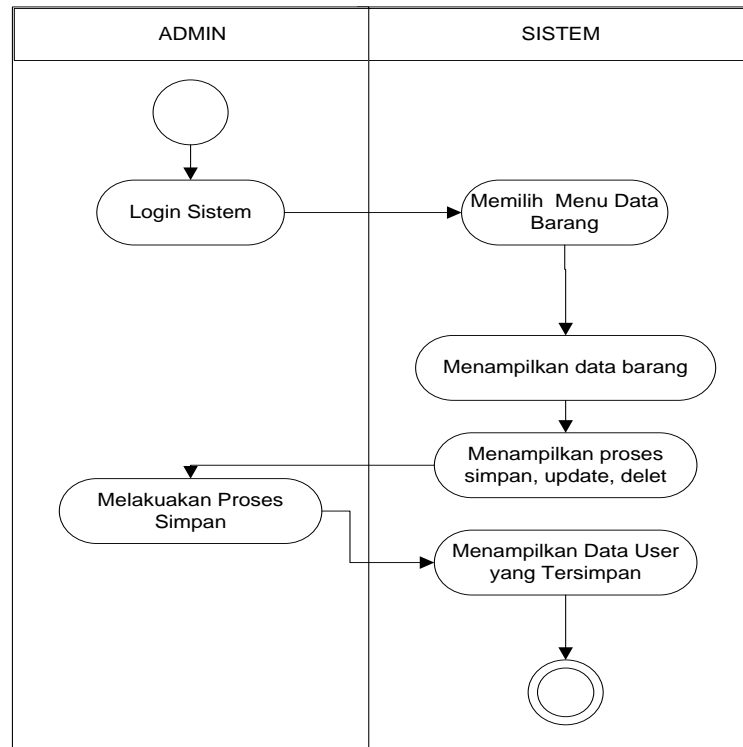 ADMIN
SISTEM
Login Sistem
Memilih Menu Data
Barang
Menampilkan data barang
Menampilkan proses
simpan, update, delet
Melakuakan Proses
Simpan
Menampilkan Data User
yang Tersimpan